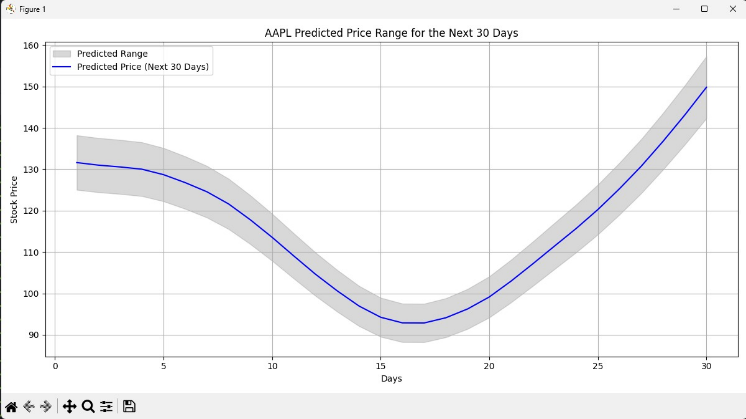 Figure 1
AAPL Predicted Price Range for the Next 30 Days
Predicted Range
Predicted Price (Next 30 Days)
160
150
140
130
120
110
100
90
Stock Price
0 5 10 15 20 25 30
Days